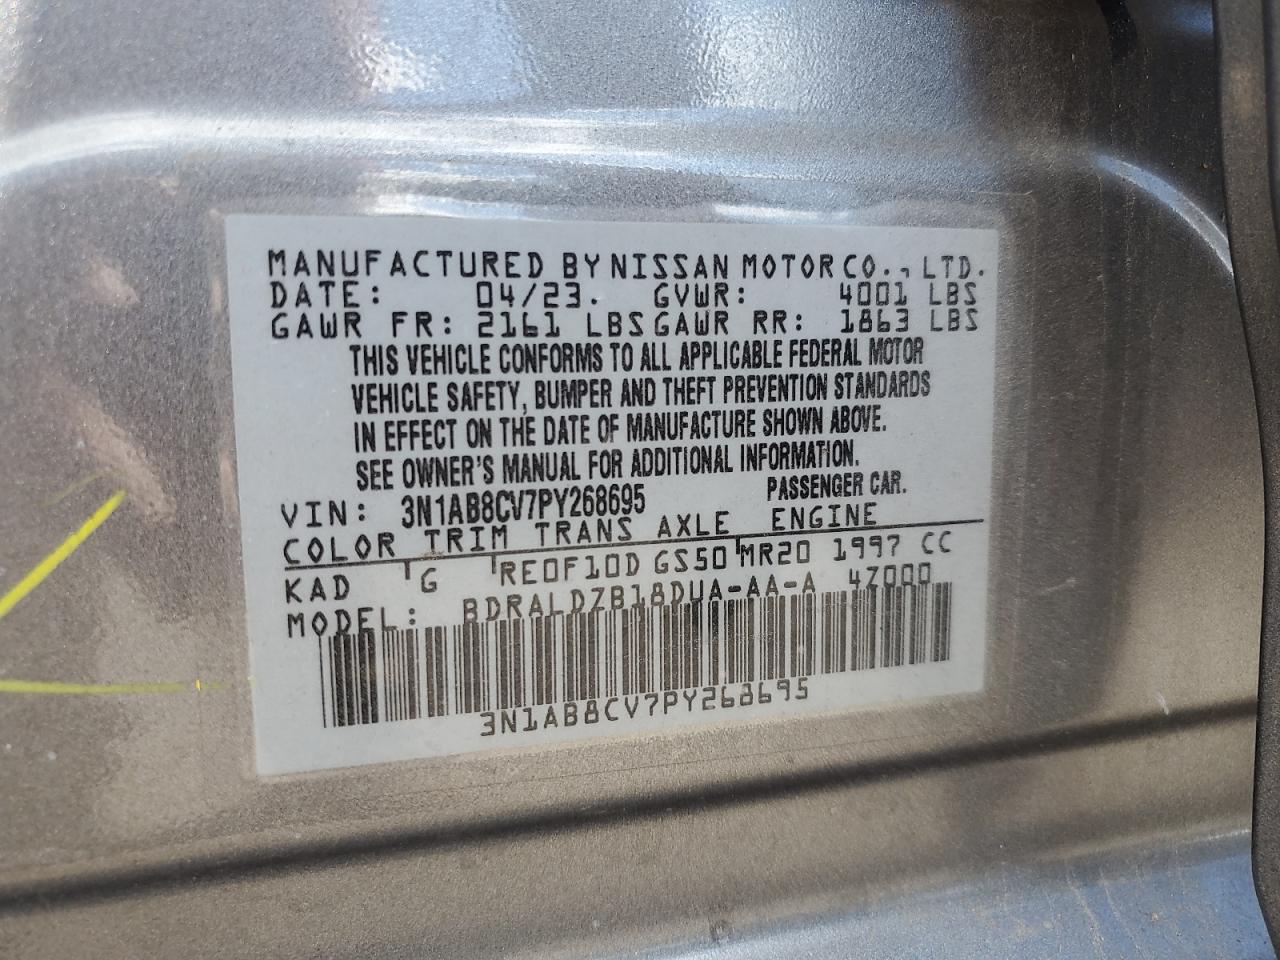 MANUFACTURED BY NISSAN MOTOR CO., LTD.
DATE: 04/23. GVWR: 4001 LBS
GAWR FR: 2161 LBS GAWR RR: 1863 LBS
THIS VEHICLE CONFORMS TO ALL APPLICABLE FEDERAL MOTOR
VEHICLE SAFETY, BUMPER AND THEFT PREVENTION STANDARDS
IN EFFECT ON THE DATE OF MANUFACTURE SHOWN ABOVE.
SEE OWNER'S MANUAL FOR ADDITIONAL INFORMATION.
VIN: 3N1AB8CV7PY268695 PASSENGER CAR.
COLOR TRIM TRANS AXLE ENGINE
KAD G RE0F10D GS50 MR20 1997 CC
MODEL: BDRALDZB18DUA-AA-A 4Z000
3N1AB8CV7PY268695